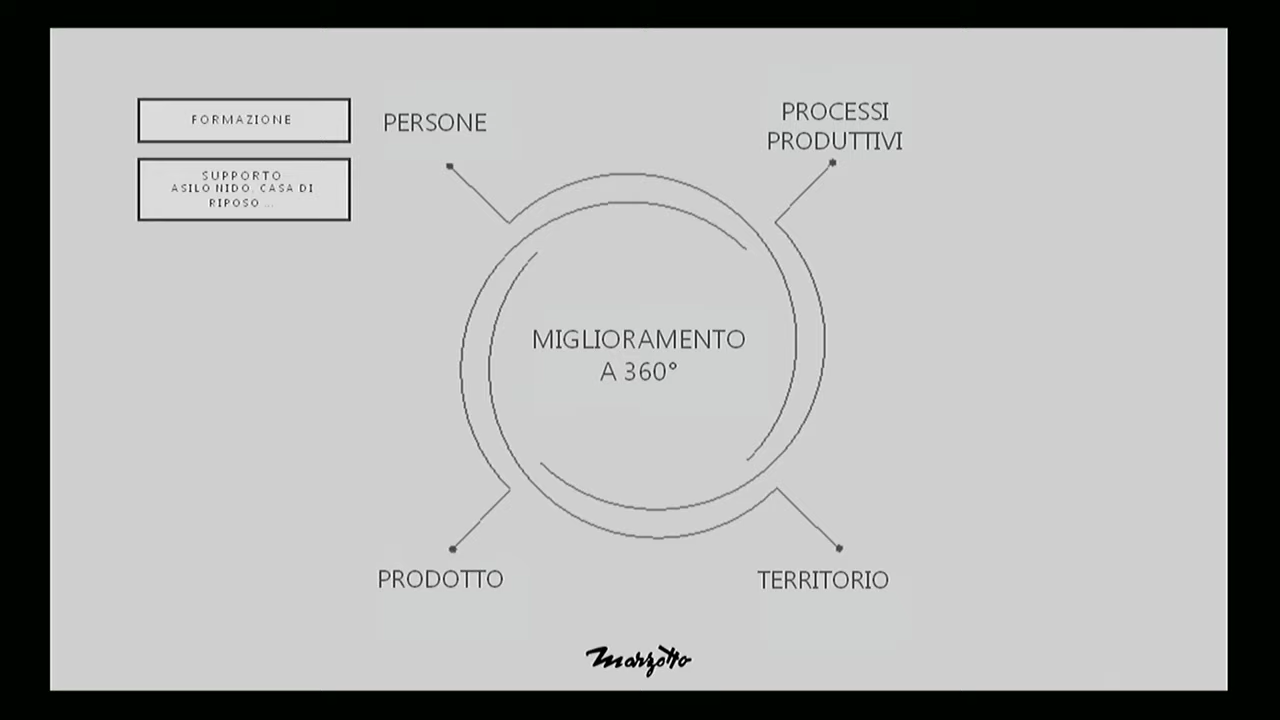 FORMAZIONE
SUPPORTO
ASILO NIDO, CASA DI
RIPOSO ...
PERSONE
PROCESSI
PRODUTTIVI
MIGLIORAMENTO
A 360°
PRODOTTO
TERRITORIO
Marzotto